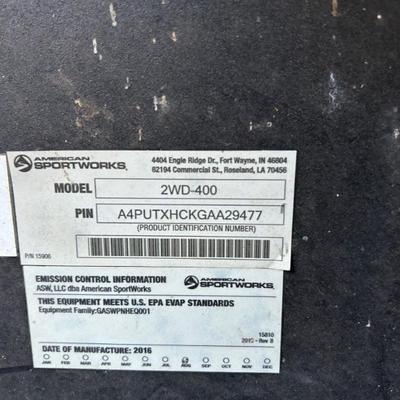 AMERICAN SPORTWORKS.
4404 Engle Ridge Dr., Fort Wayne, IN 46804
62194 Commercial St., Roseland, LA 70456
MODEL 2WD-400
PIN A4PUTXHCKGAA29477
(PRODUCT IDENTIFICATION NUMBER)
P/N 15906
EMISSION CONTROL INFORMATION
ASW, LLC dba American SportWorks
AMERICAN SPORTWORKS.
THIS EQUIPMENT MEETS U.S. EPA EVAP STANDARDS
Equipment Family:GASWPNHEQ001
15810
Rev B
DATE OF MANUFACTURE: 2016
JAN FEB MAR APR MAY JUN JUL AUG SEP OCT NOV DEC